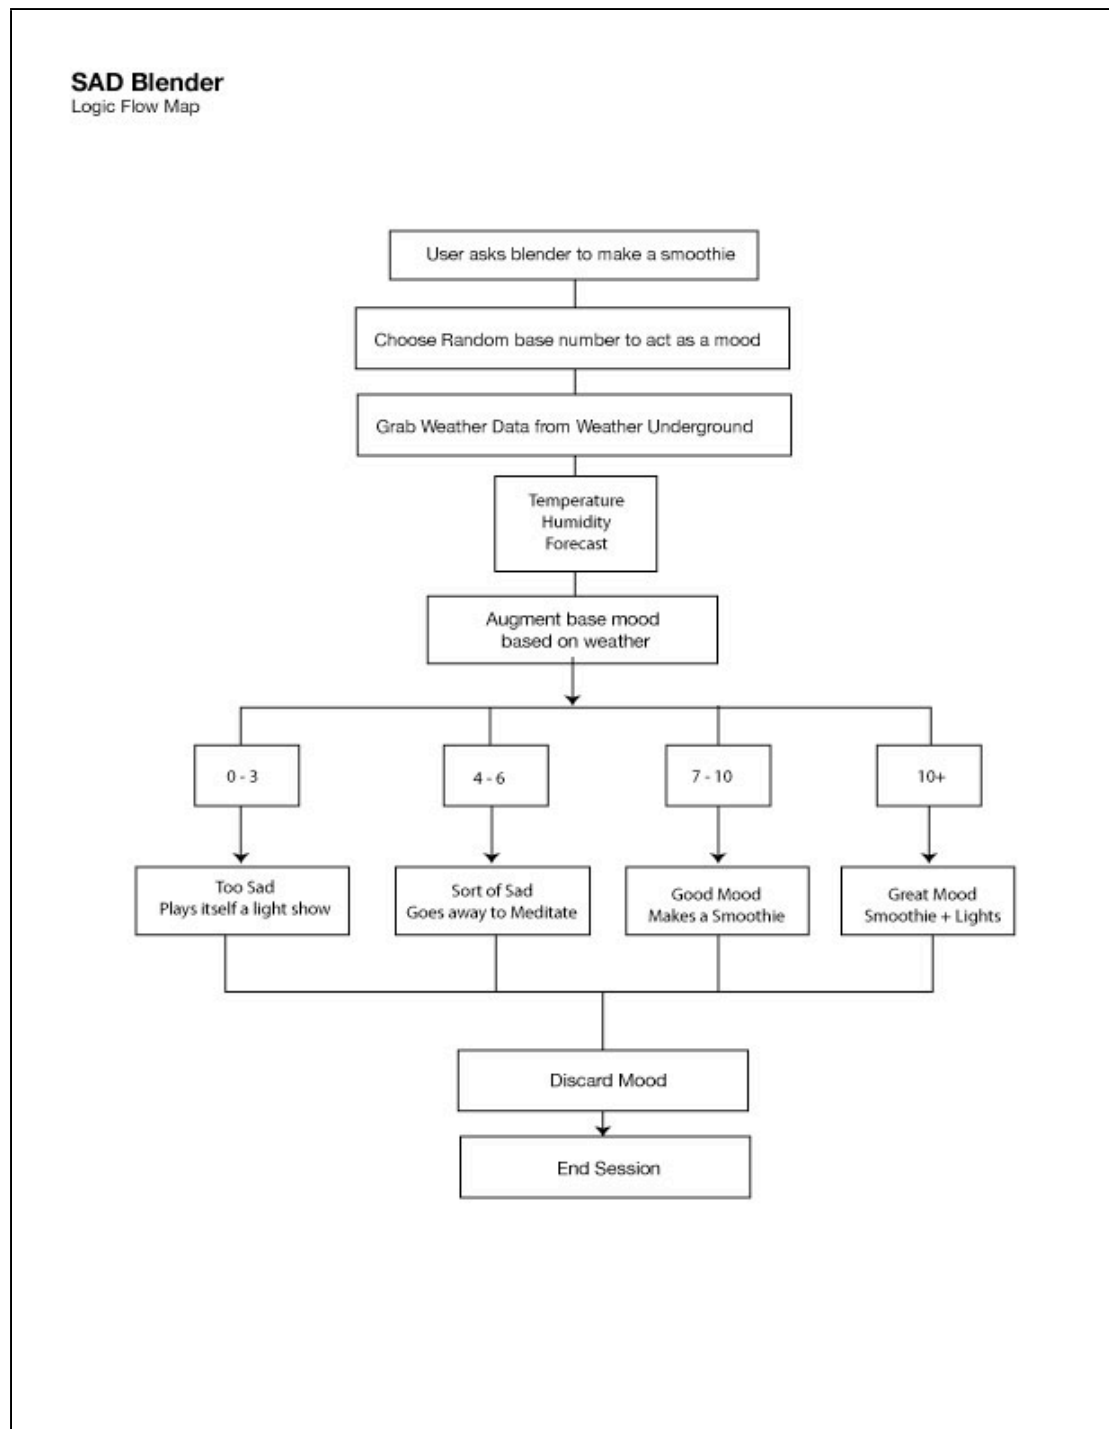 SAD Blender
Logic Flow Map
User asks blender to make a smoothie
Choose Random base number to act as a mood
Grab Weather Data from Weather Underground
Temperature
Humidity
Forecast
Augment base mood
based on weather
0 - 3
4 - 6
7 - 10
10+
Too Sad
Plays itself a light show
Sort of Sad
Goes away to Meditate
Good Mood
Makes a Smoothie
Great Mood
Smoothie + Lights
Discard Mood
End Session